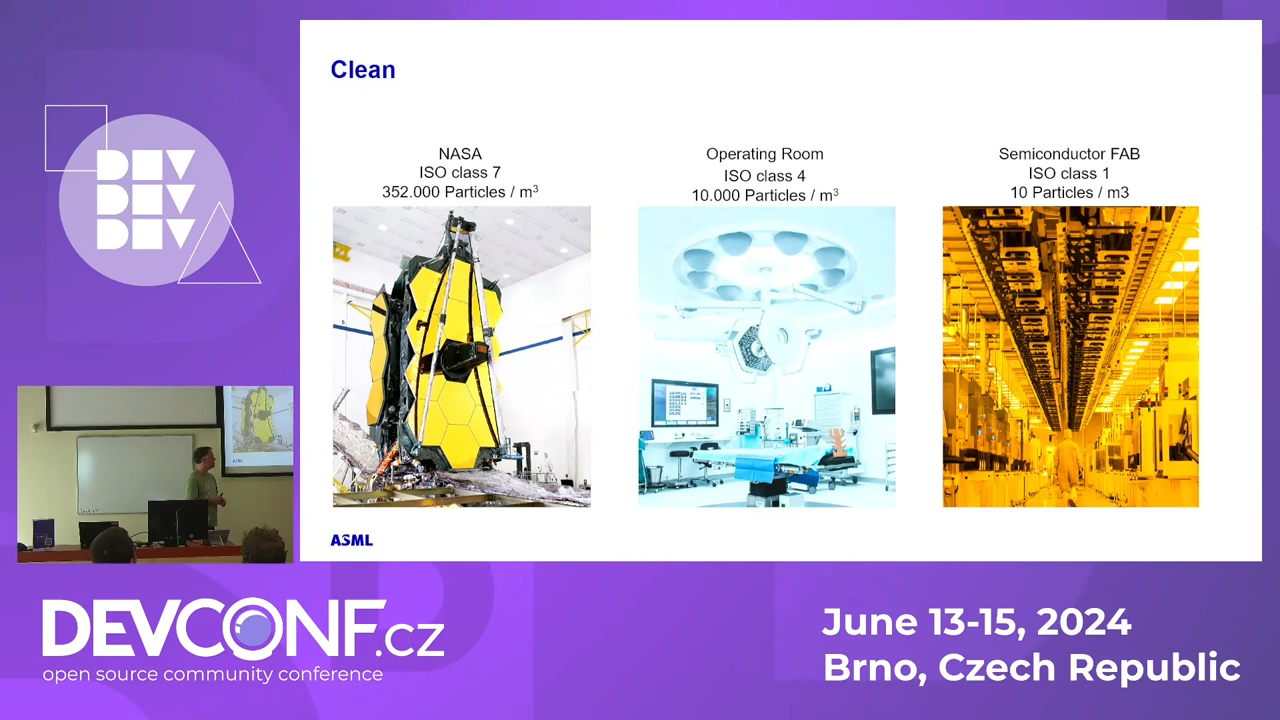 Clean
NASA
ISO class 7
352.000 Particles / m³
Operating Room
ISO class 4
10.000 Particles / m³
Semiconductor FAB
ISO class 1
10 Particles / m3
ASML
DEV
DEV
DEV
ASML
DEVCONF.cz
open source community conference
June 13-15, 2024
Brno, Czech Republic